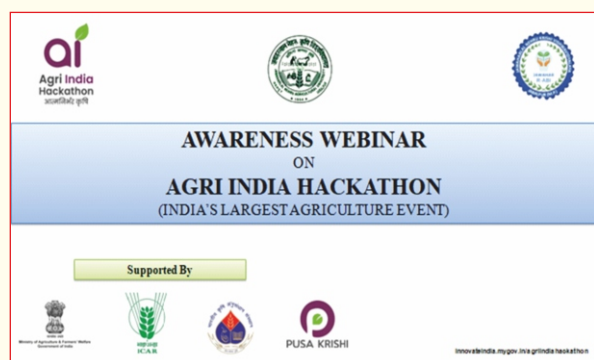 ai
Agri India
Hackathon
आत्मनिर्भर कृषि
AWARENESS WEBINAR
ON
AGRI INDIA HACKATHON
(INDIA'S LARGEST AGRICULTURE EVENT)
Supported By
Ministry of Agriculture & Farmers' Welfare
Government of India
ICAR
PUSA KRISHI
innovateindia.mygov.in/agriindiahackathon